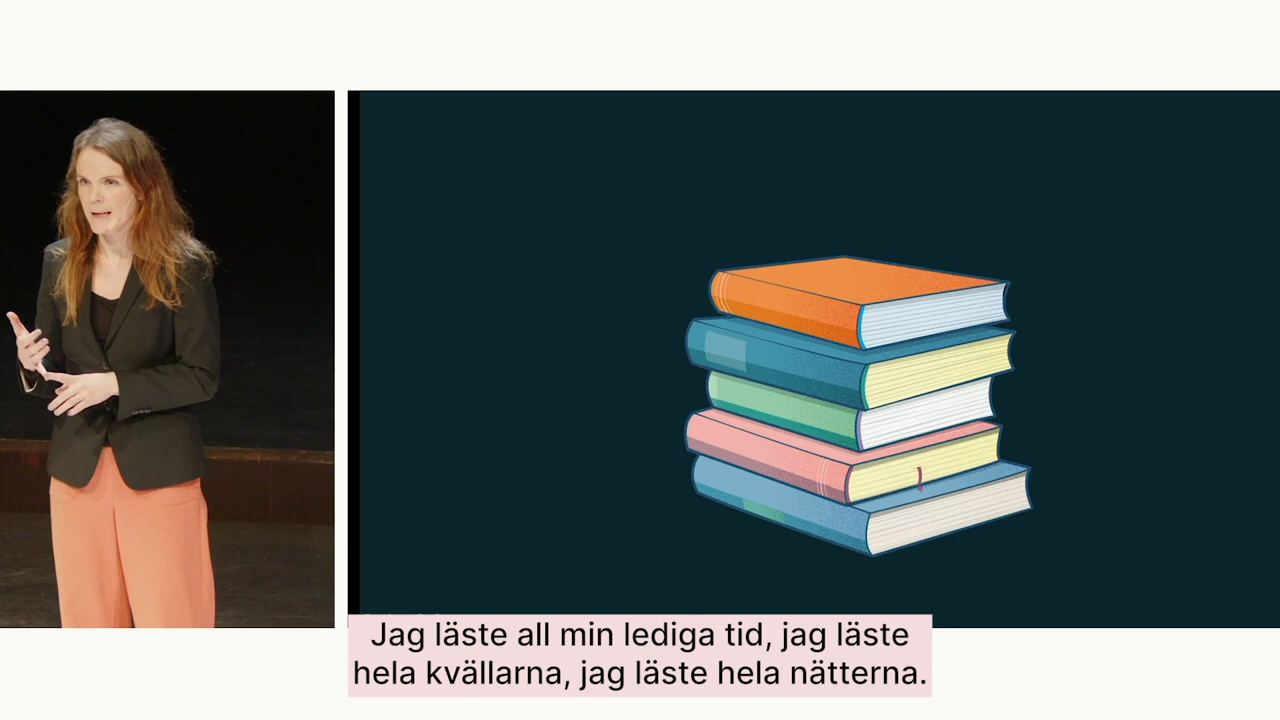 Jag läste all min lediga tid, jag läste
hela kvällarna, jag läste hela nätterna.